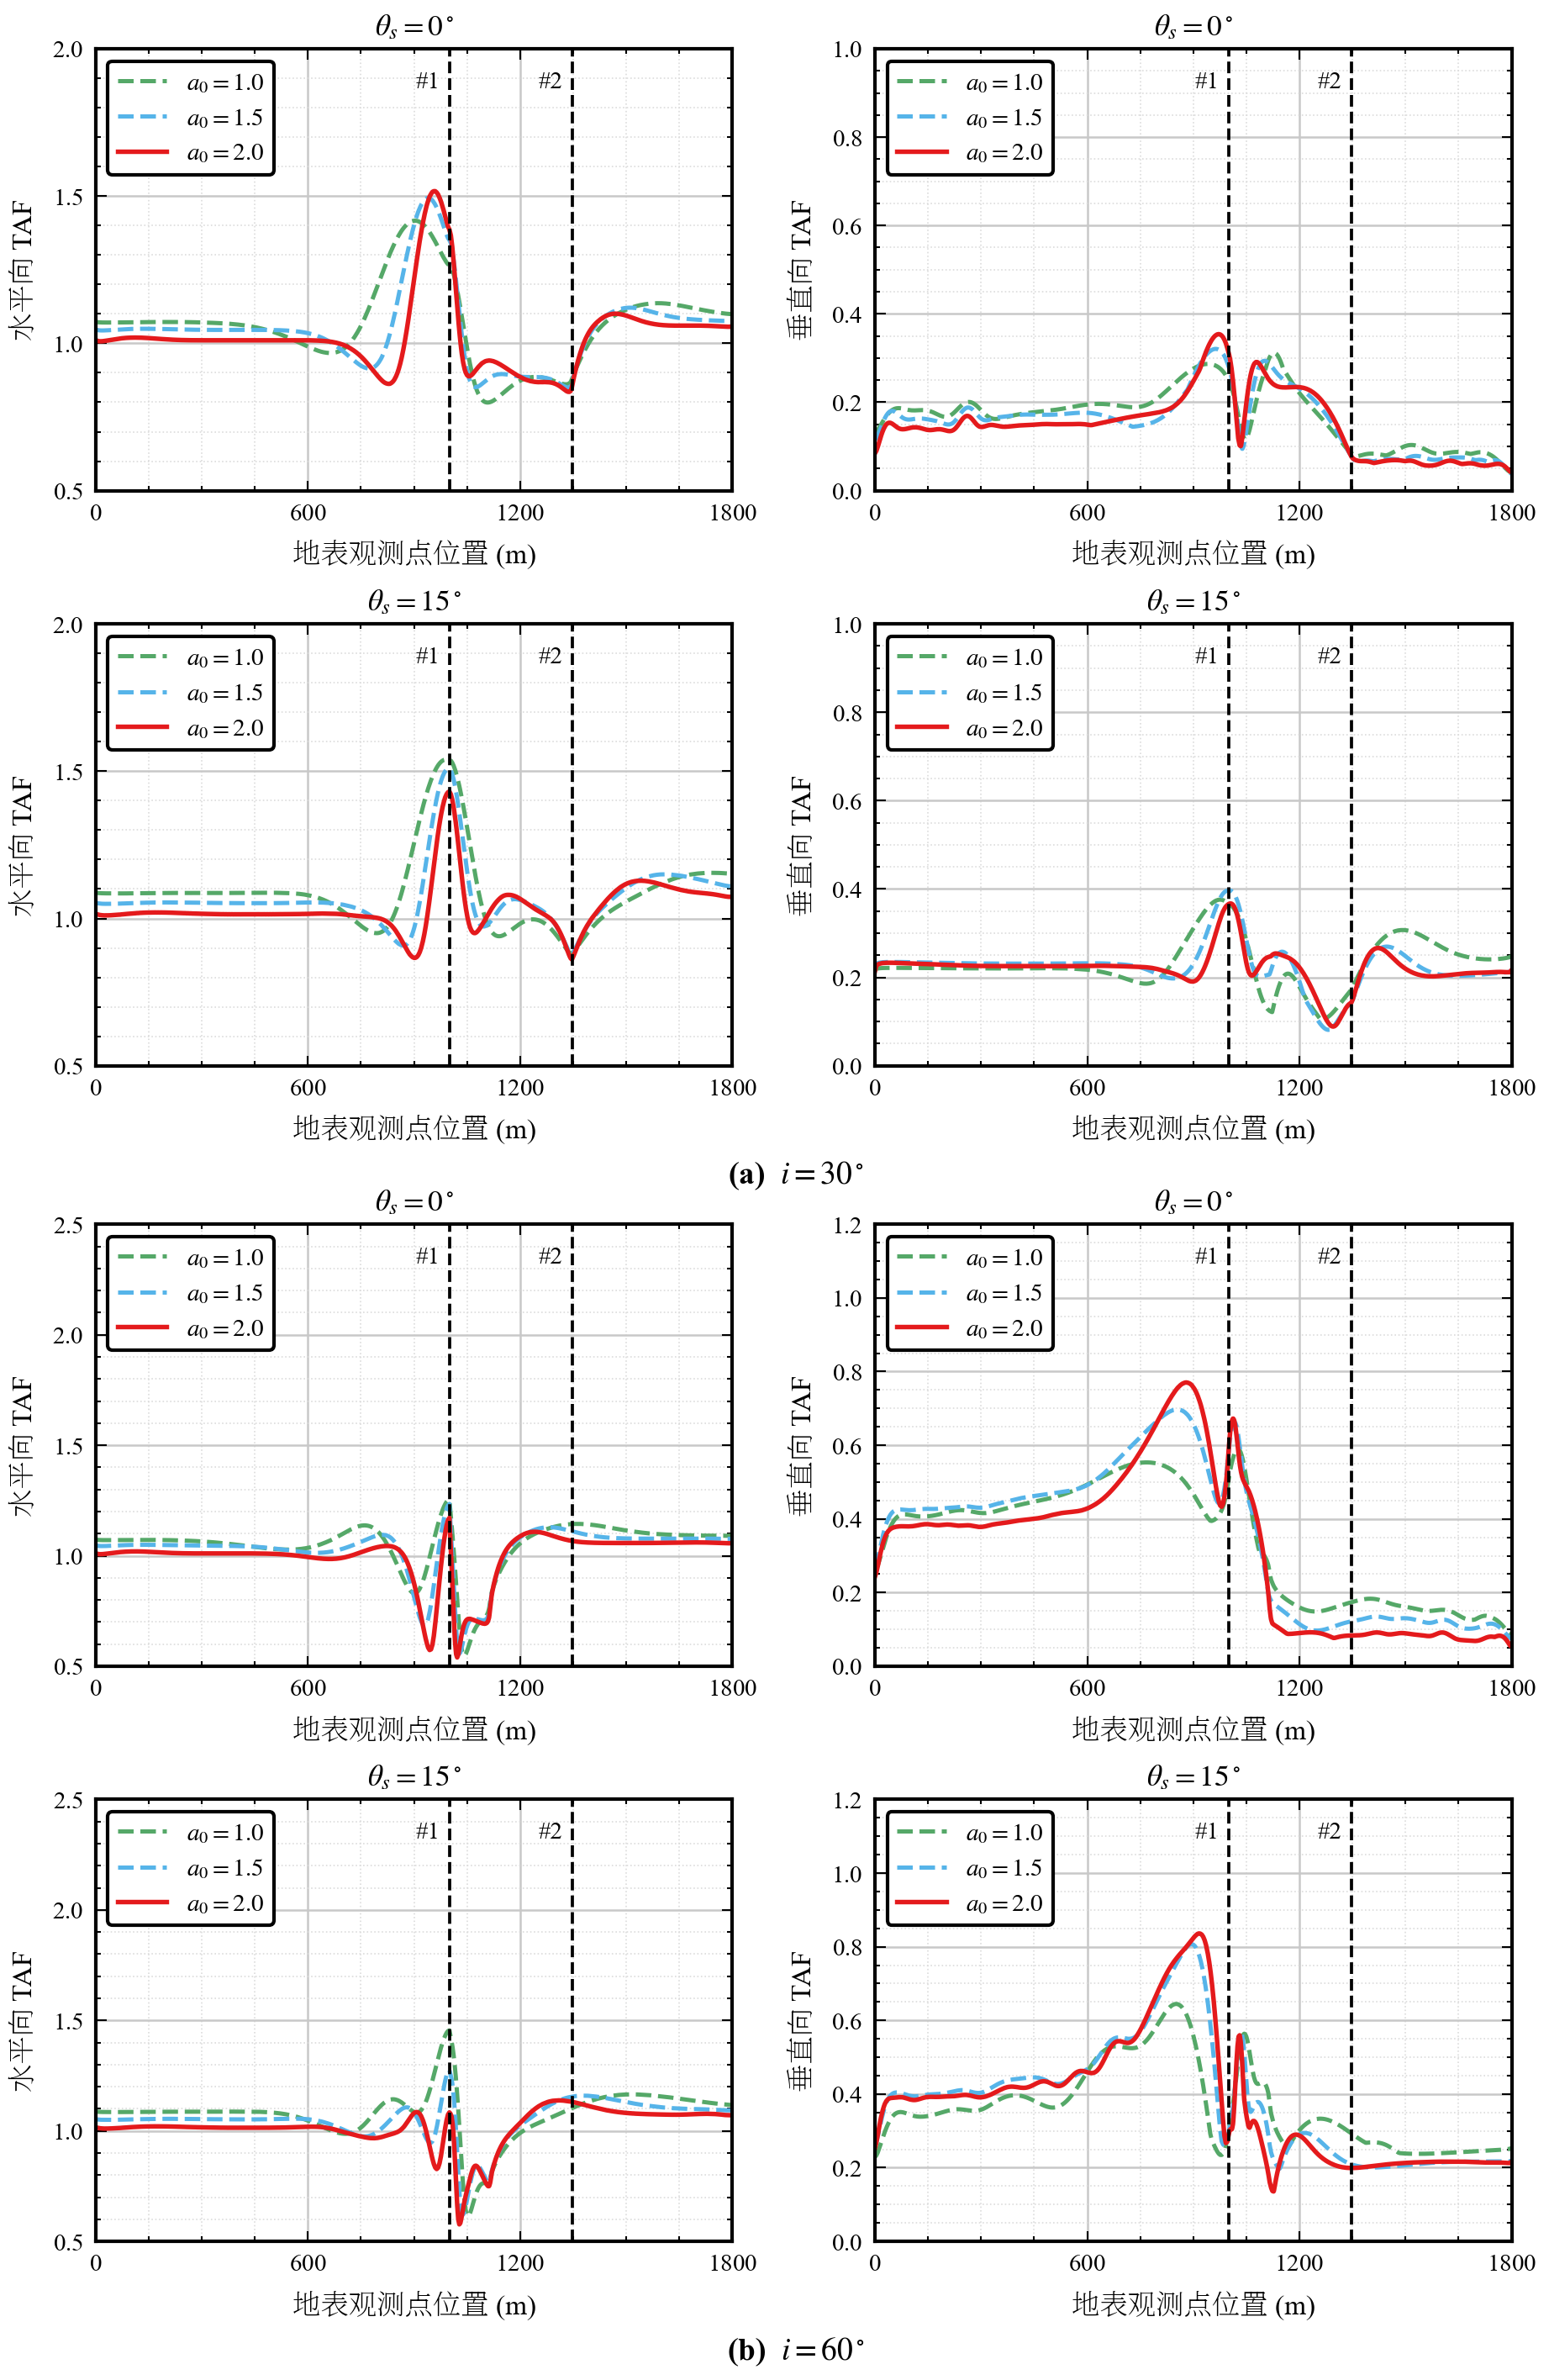 θs = 0°
θs = 0°
2.0
1.5
1.0
0.5
水平向 TAF
a0 = 1.0
a0 = 1.5
a0 = 2.0
#1
#2
0
600
1200
1800
地表观测点位置 (m)
1.0
0.8
0.6
0.4
0.2
0.0
垂直向 TAF
a0 = 1.0
a0 = 1.5
a0 = 2.0
#1
#2
0
600
1200
1800
地表观测点位置 (m)
θs = 15°
θs = 15°
2.0
1.5
1.0
0.5
水平向 TAF
a0 = 1.0
a0 = 1.5
a0 = 2.0
#1
#2
0
600
1200
1800
地表观测点位置 (m)
1.0
0.8
0.6
0.4
0.2
0.0
垂直向 TAF
a0 = 1.0
a0 = 1.5
a0 = 2.0
#1
#2
0
600
1200
1800
地表观测点位置 (m)
(a) i = 30°
θs = 0°
θs = 0°
2.5
2.0
1.5
1.0
0.5
水平向 TAF
a0 = 1.0
a0 = 1.5
a0 = 2.0
#1
#2
0
600
1200
1800
地表观测点位置 (m)
1.2
1.0
0.8
0.6
0.4
0.2
0.0
垂直向 TAF
a0 = 1.0
a0 = 1.5
a0 = 2.0
#1
#2
0
600
1200
1800
地表观测点位置 (m)
θs = 15°
θs = 15°
2.5
2.0
1.5
1.0
0.5
水平向 TAF
a0 = 1.0
a0 = 1.5
a0 = 2.0
#1
#2
0
600
1200
1800
地表观测点位置 (m)
1.2
1.0
0.8
0.6
0.4
0.2
0.0
垂直向 TAF
a0 = 1.0
a0 = 1.5
a0 = 2.0
#1
#2
0
600
1200
1800
地表观测点位置 (m)
(b) i = 60°